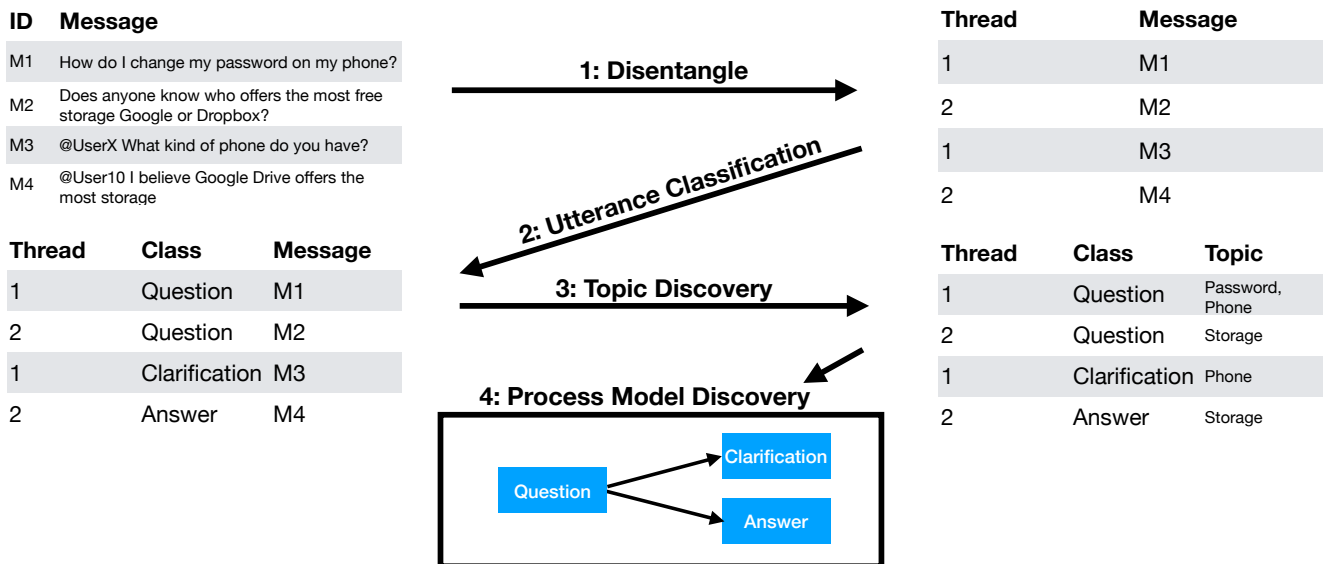 ID Message
M1 How do I change my password on my phone?
M2 Does anyone know who offers the most free
storage Google or Dropbox?
M3 @UserX What kind of phone do you have?
M4 @User10 I believe Google Drive offers the
most storage
1: Disentangle
Thread Message
1 M1
2 M2
1 M3
2 M4
2: Utterance Classification
Thread Class Message
1 Question M1
2 Question M2
1 Clarification M3
2 Answer M4
3: Topic Discovery
Thread Class Topic
1 Question Password,
Phone
2 Question Storage
1 Clarification Phone
2 Answer Storage
4: Process Model Discovery
Question
Clarification
Answer